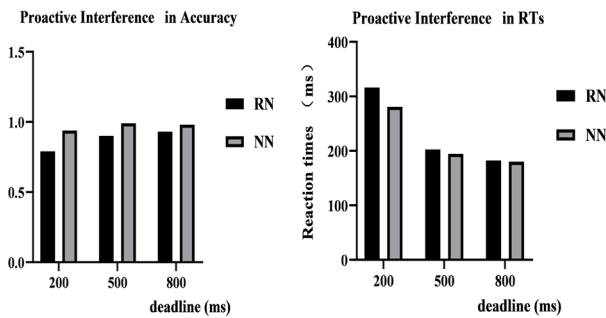 Proactive Interference in Accuracy
1.5
1.0
0.5
0.0
200 500 800
deadline (ms)
RN
NN
Proactive Interference in RTs
Reaction times （ms）
400
300
200
100
0
200 500 800
deadline (ms)
RN
NN